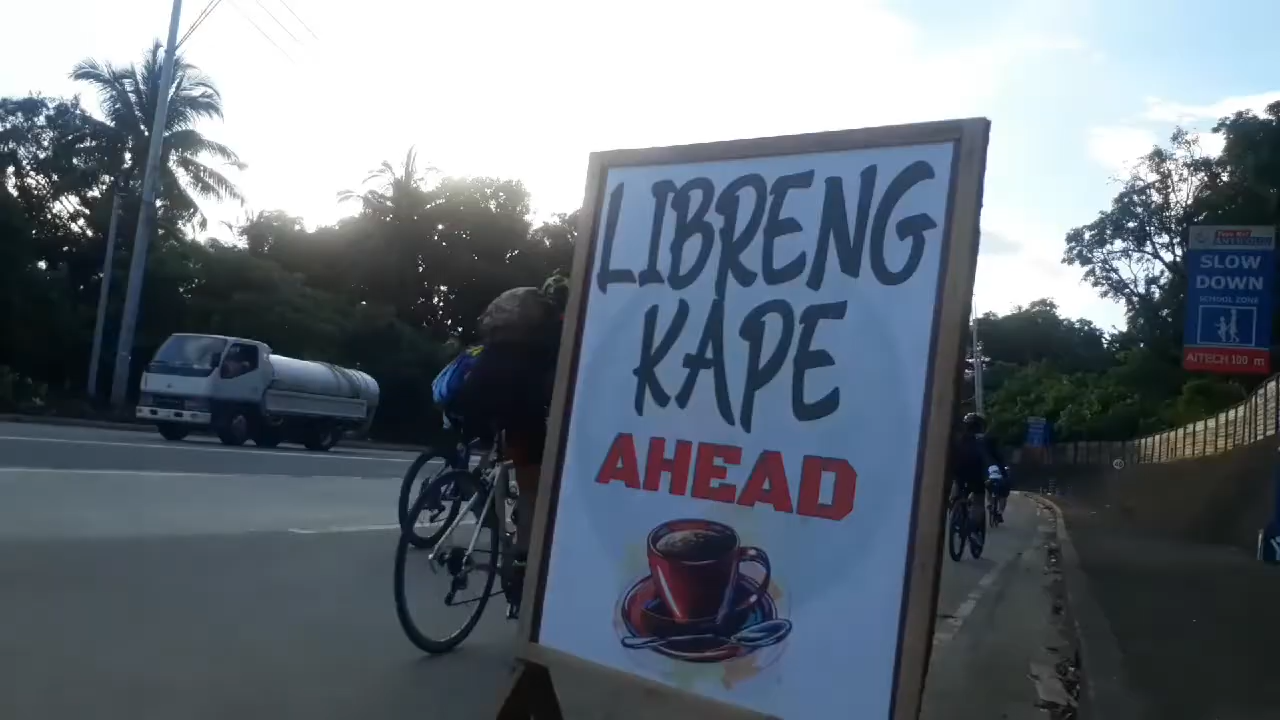 LIBRENG
KAPE
AHEAD
SLOW
DOWN
SCHOOL ZONE
AITECH 100 m